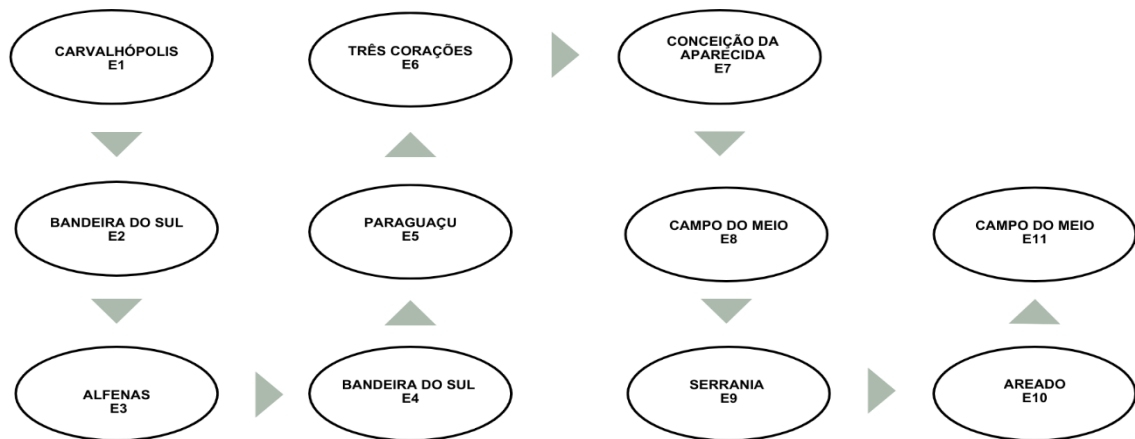 CARVALHÓPOLIS
E1
BANDEIRA DO SUL
E2
ALFENAS
E3
BANDEIRA DO SUL
E4
PARAGUAÇU
E5
TRÊS CORAÇÕES
E6
CONCEIÇÃO DA
APARECIDA
E7
CAMPO DO MEIO
E8
SERRANIA
E9
AREADO
E10
CAMPO DO MEIO
E11